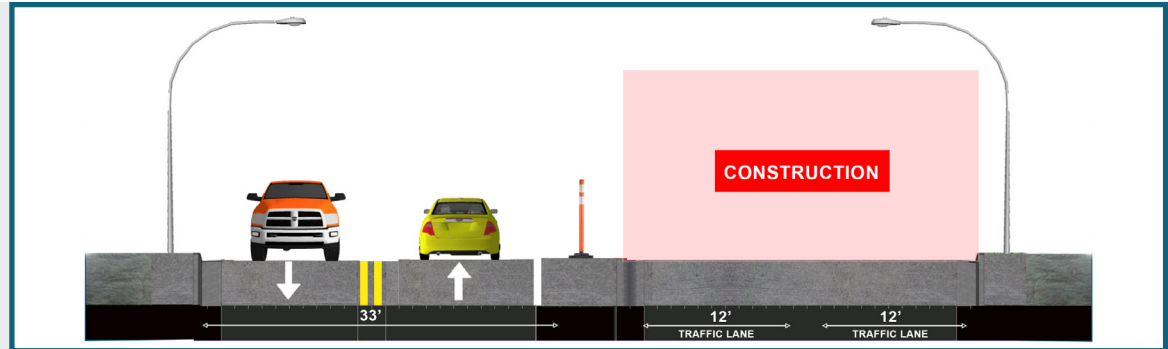 CONSTRUCTION
33’
12’
12’
TRAFFIC LANE
TRAFFIC LANE